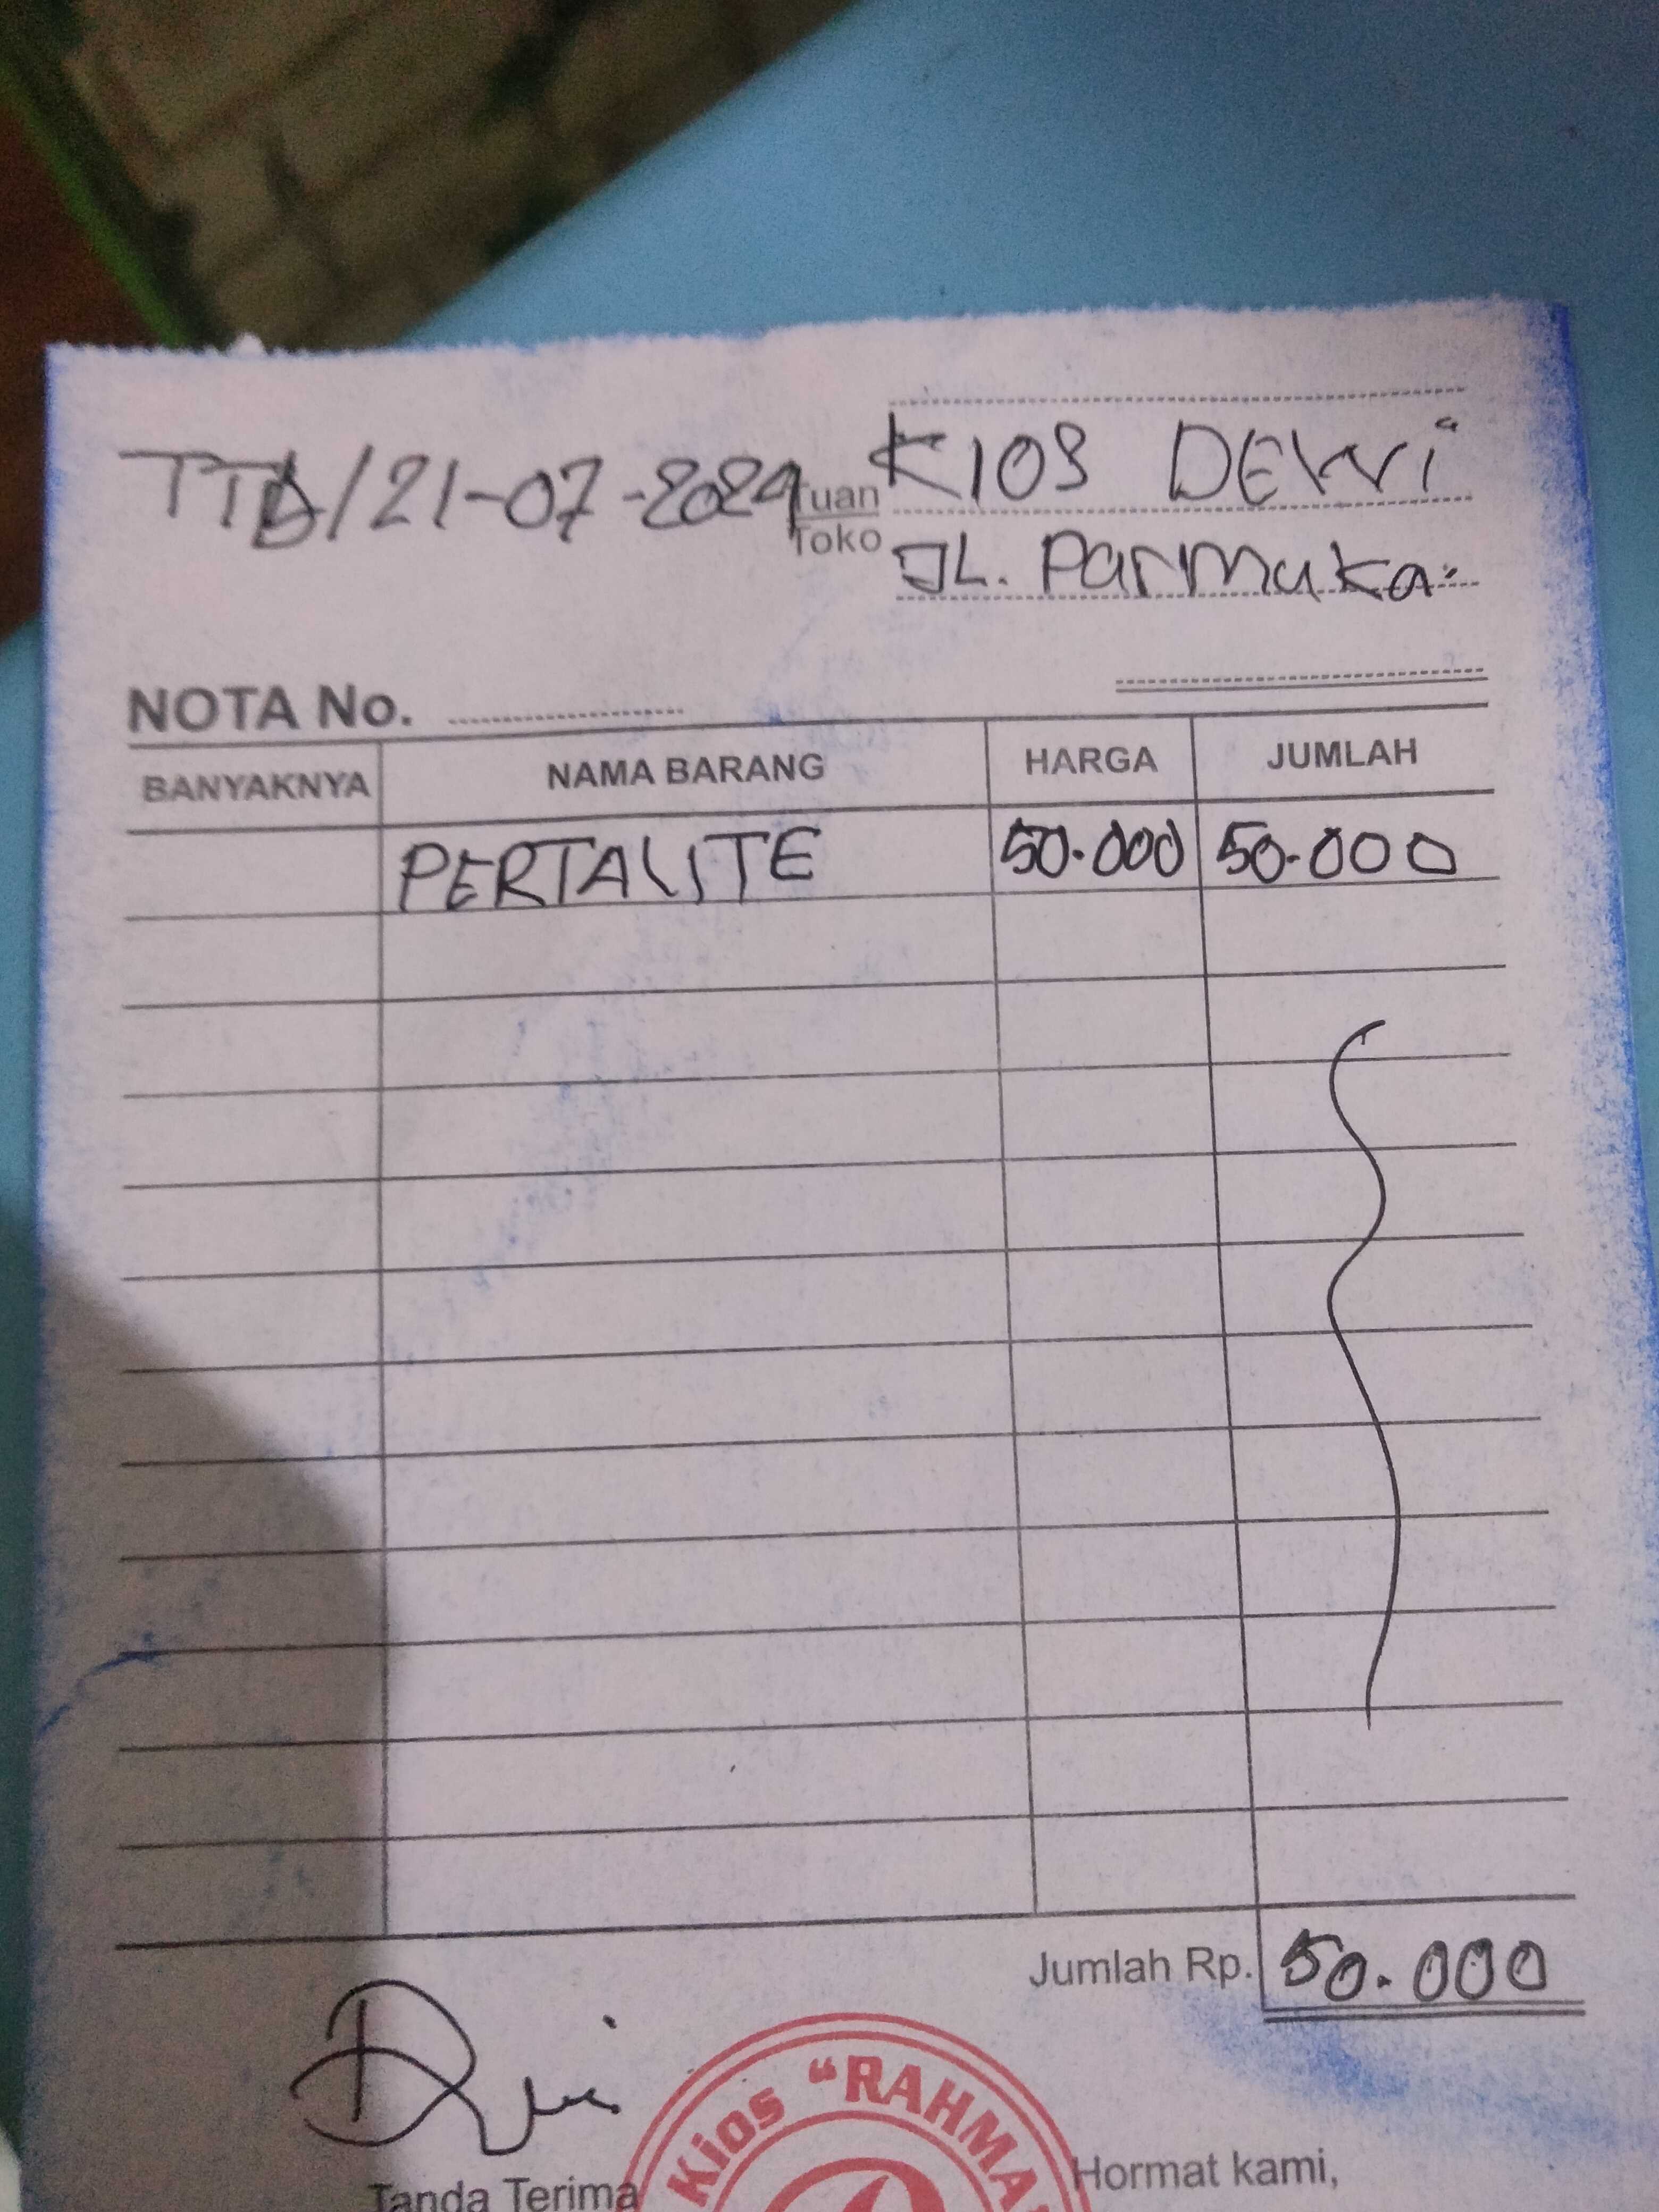 TTD/21-07-2024
Tuan KIOS DEWi
Toko JL. Parmuka.
NOTA No.
BANYAKNYA NAMA BARANG HARGA JUMLAH
PERTALITE 50.000 50.000
Jumlah Rp. 50.000
Kios "RAHMA
Tanda Terima Hormat kami,